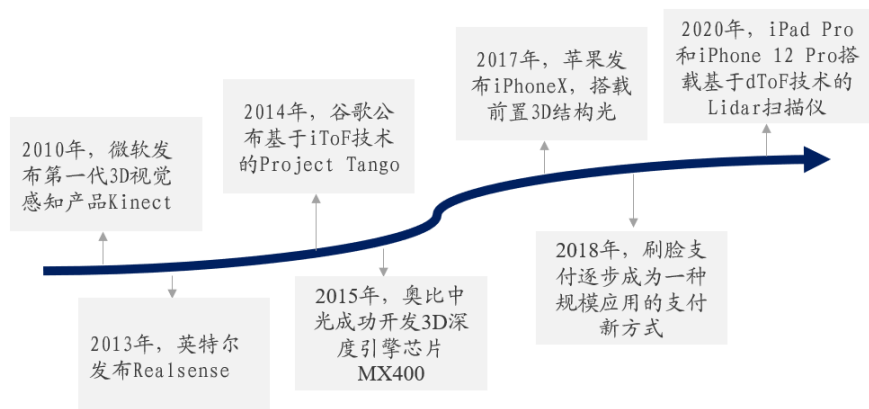 2010年，微软发
布第一代3D视觉
感知产品Kinect
2013年，英特尔
发布Realsense
2014年，谷歌公
布基于iToF技术
的Project Tango
2015年，奥比中
光成功开发3D深
度引擎芯片
MX400
2017年，苹果发
布iPhoneX，搭载
前置3D结构光
2018年，刷脸支
付逐步成为一种
规模应用的支付
新方式
2020年，iPad Pro
和iPhone 12 Pro搭
载基于dToF技术的
Lidar扫描仪